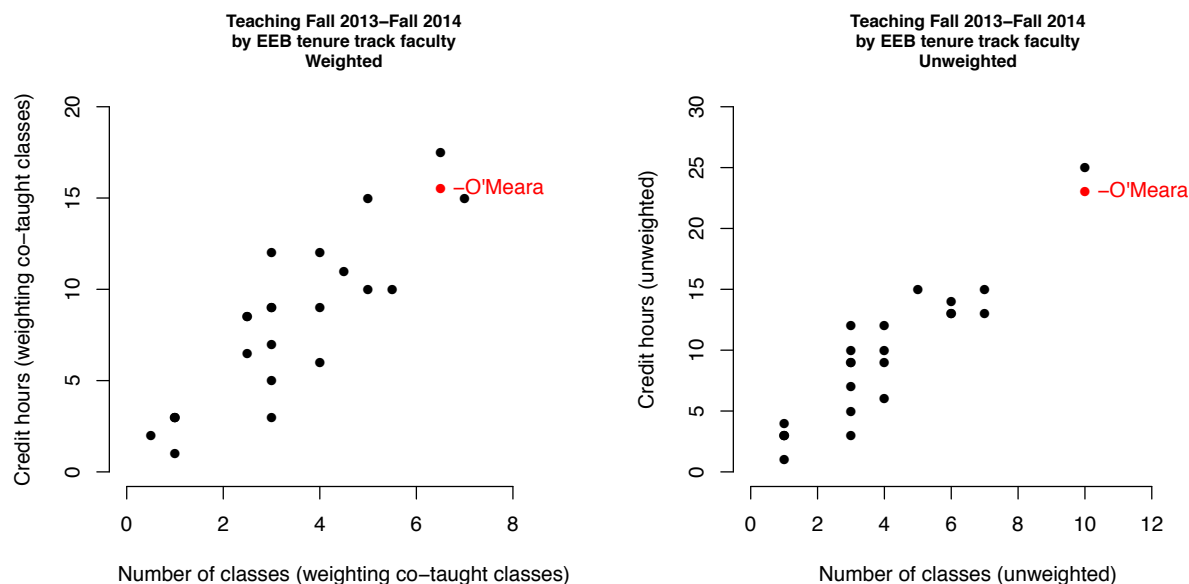 Teaching Fall 2013–Fall 2014
by EEB tenure track faculty
Weighted
Credit hours (weighting co−taught classes)
20
15
10
5
0
–O'Meara
0 2 4 6 8
Number of classes (weighting co−taught classes)
Teaching Fall 2013–Fall 2014
by EEB tenure track faculty
Unweighted
Credit hours (unweighted)
30
25
20
15
10
5
0
–O'Meara
0 2 4 6 8 10 12
Number of classes (unweighted)